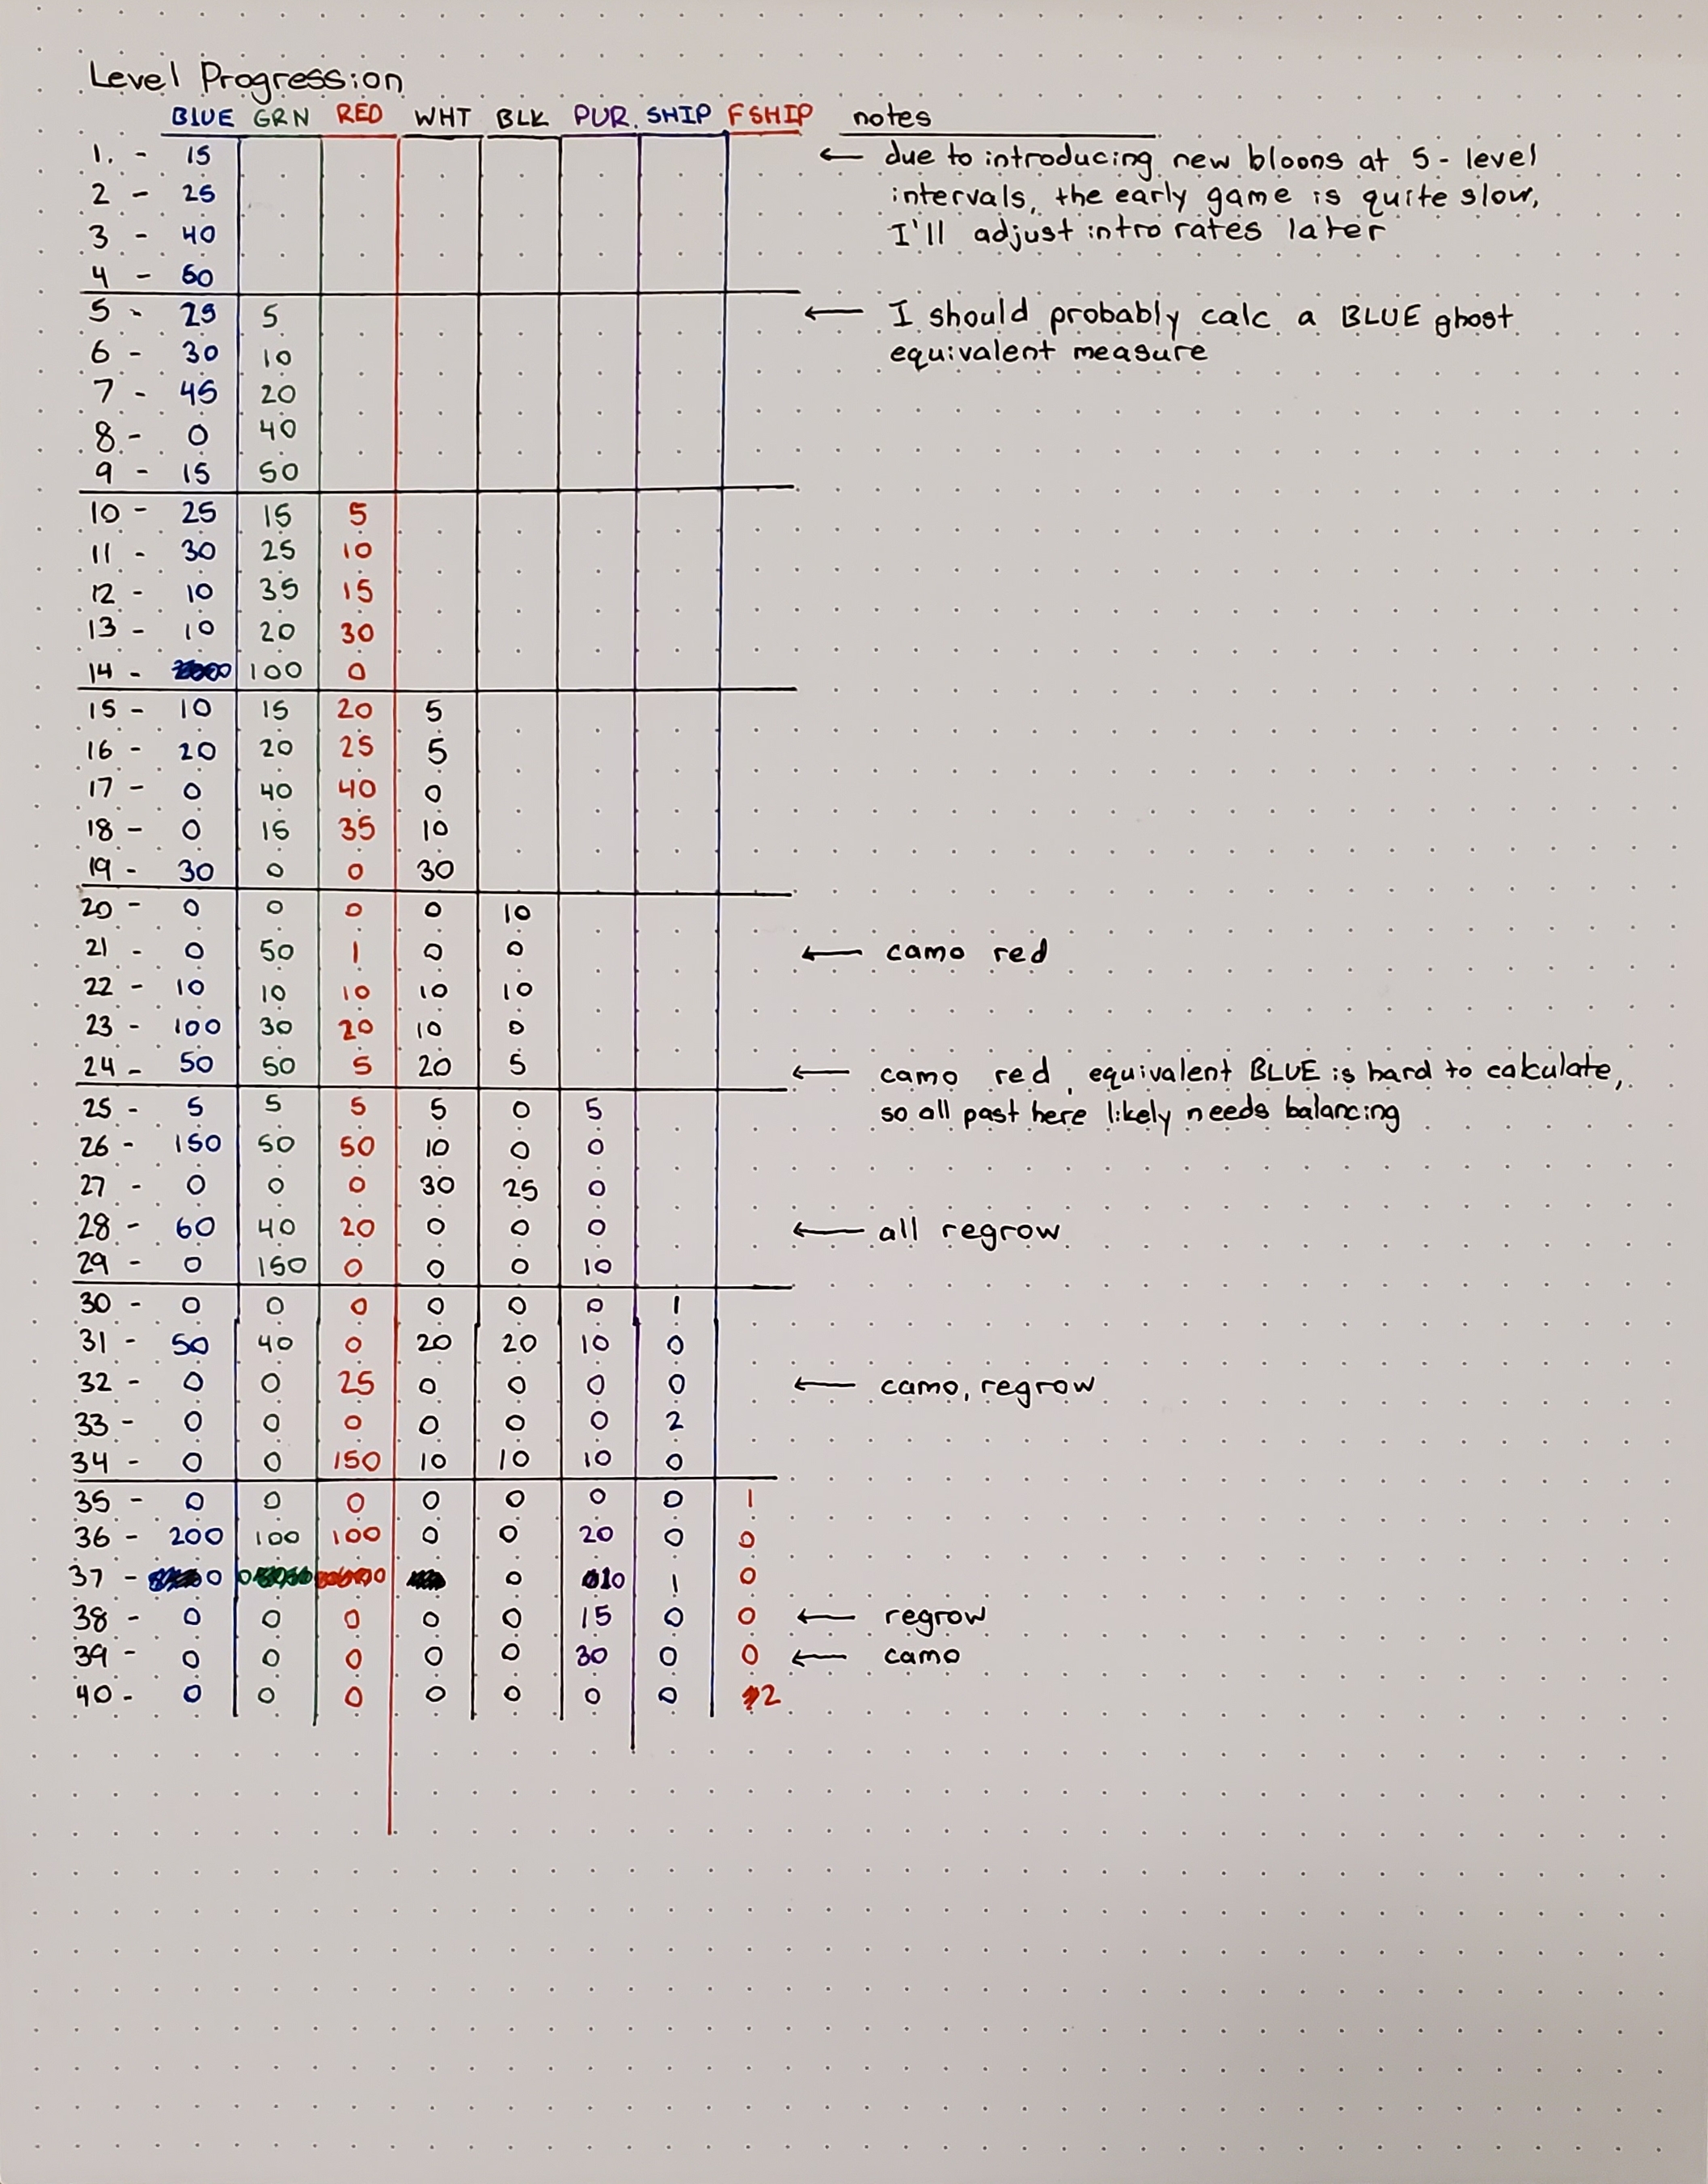 Level Progression
BLUE GRN RED WHT BLK PUR. SHIP FSHIP notes
1. - 15 ← due to introducing new bloons at 5-level
2 - 25 intervals, the early game is quite slow,
3 - 40 I'll adjust intro rates later
4 - 60
5 - 25 5 ← I should probably calc a BLUE ghost
6 - 30 10 equivalent measure
7 - 45 20
8 - 0 40
9 - 15 50
10 - 25 15 5
11 - 30 25 10
12 - 10 35 15
13 - 10 20 30
14 - 100 0
15 - 10 15 20 5
16 - 20 20 25 5
17 - 0 40 40 0
18 - 0 15 35 10
19 - 30 0 0 30
20 - 0 0 0 0 10
21 - 0 50 1 0 0 ← camo red
22 - 10 10 10 10 10
23 - 100 30 20 10 0
24 - 50 50 5 20 5 ← camo red, equivalent BLUE is hard to calculate,
25 - 5 5 5 5 0 5 so all past here likely needs balancing
26 - 150 50 50 10 0 0
27 - 0 0 0 30 25 0
28 - 60 40 20 0 0 0 ← all regrow
29 - 0 150 0 0 0 10
30 - 0 0 0 0 0 0 1
31 - 50 40 0 20 20 10 0
32 - 0 0 25 0 0 0 0 ← camo, regrow
33 - 0 0 0 0 0 0 2
34 - 0 0 150 10 10 10 0
35 - 0 0 0 0 0 0 0 1
36 - 200 100 100 0 0 20 0 0
37 - 0 0 0 0 10 1 0
38 - 0 0 0 0 0 15 0 0 ← regrow
39 - 0 0 0 0 0 30 0 0 ← camo
40 - 0 0 0 0 0 0 0 2